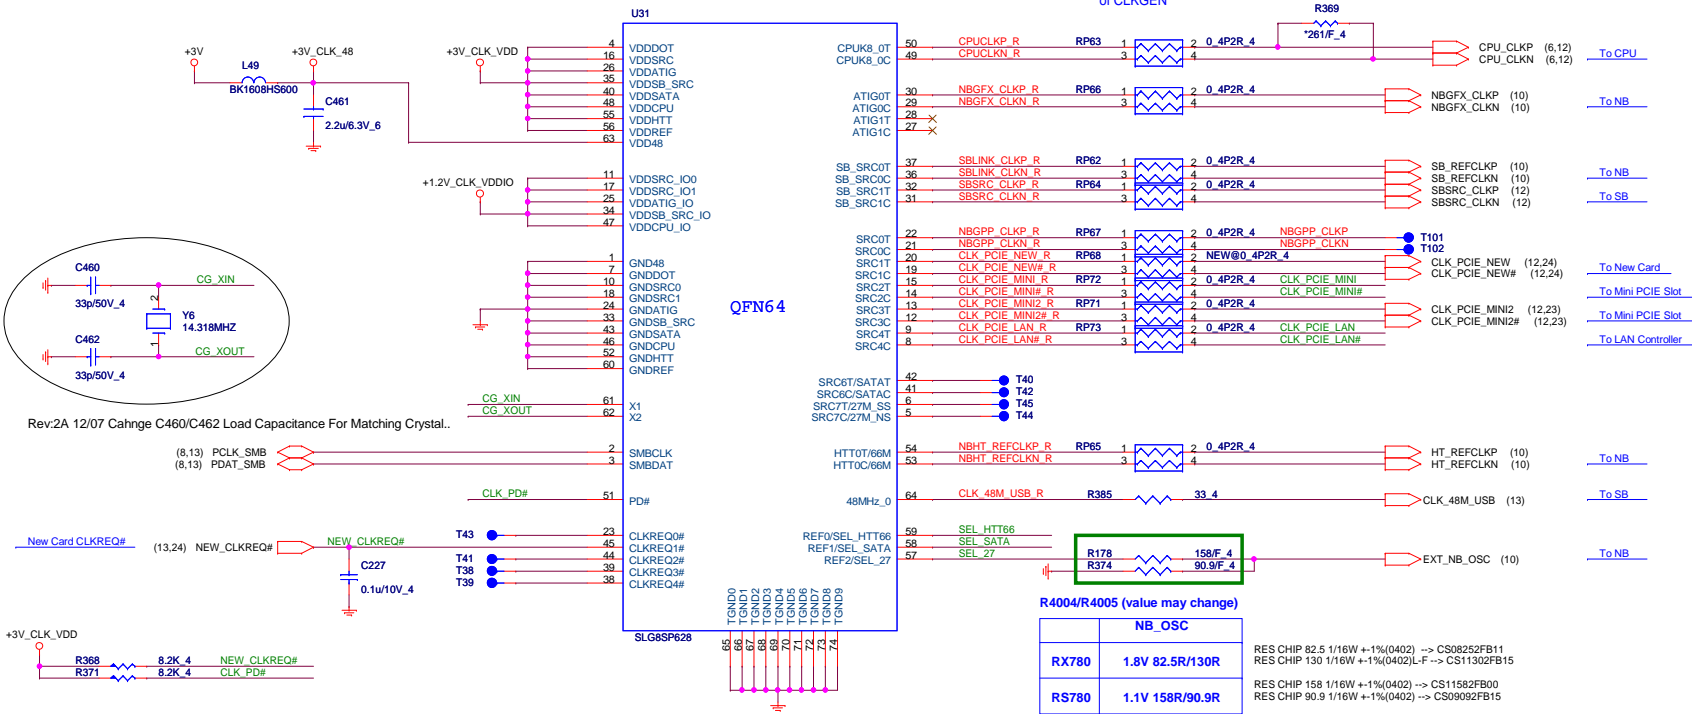 of CLKGEN
U31
R369
*261/F_4
+3V
+3V_CLK_48
+3V_CLK_VDD
L49
BK1608HS600
C461
2.2u/6.3V_6
4 VDDDOT
16 VDDSRC
26 VDDATIG
35 VDDSB_SRC
40 VDDSATA
48 VDDCPU
55 VDDHTT
56 VDDREF
63 VDD48
+1.2V_CLK_VDDIO
11 VDDSRC_IO0
17 VDDSRC_IO1
25 VDDATIG_IO
34 VDDSB_SRC_IO
47 VDDCPU_IO
1 GND48
7 GNDDOT
10 GNDSRC0
18 GNDSRC1
24 GNDATIG
33 GNDSB_SRC
43 GNDSATA
46 GNDCPU
52 GNDHTT
60 GNDREF
C460
33p/50V_4
CG_XIN
2
Y6
14.318MHZ
1
C462
33p/50V_4
CG_XOUT
Rev:2A 12/07 Cahnge C460/C462 Load Capacitance For Matching Crystal..
CG_XIN 61 X1
CG_XOUT 62 X2
(8,13) PCLK_SMB 2 SMBCLK
(8,13) PDAT_SMB 3 SMBDAT
CLK_PD# 51 PD#
T43 23 CLKREQ0#
New Card CLKREQ# (13,24) NEW_CLKREQ# NEW_CLKREQ# 45 CLKREQ1#
T41 44 CLKREQ2#
T38 39 CLKREQ3#
T39 38 CLKREQ4#
C227
0.1u/10V_4
+3V_CLK_VDD
R368 8.2K_4 NEW_CLKREQ#
R371 8.2K_4 CLK_PD#
QFN64
SLG8SP628
TGND0 TGND1 TGND2 TGND3 TGND4 TGND5 TGND6 TGND7 TGND8 TGND9
65 66 67 68 69 70 71 72 73 74
CPUK8_0T 50 CPUCLKP_R RP63 1 2 0_4P2R_4 CPU_CLKP (6,12)
CPUK8_0C 49 CPUCLKN_R 3 4 CPU_CLKN (6,12) To CPU
ATIG0T 30 NBGFX_CLKP_R RP66 1 2 0_4P2R_4 NBGFX_CLKP (10)
ATIG0C 29 NBGFX_CLKN_R 3 4 NBGFX_CLKN (10) To NB
ATIG1T 28
ATIG1C 27
SB_SRC0T 37 SBLINK_CLKP_R RP62 1 2 0_4P2R_4 SB_REFCLKP (10)
SB_SRC0C 36 SBLINK_CLKN_R 3 4 SB_REFCLKN (10) To NB
SB_SRC1T 32 SBSRC_CLKP_R RP64 1 2 0_4P2R_4 SBSRC_CLKP (12)
SB_SRC1C 31 SBSRC_CLKN_R 3 4 SBSRC_CLKN (12) To SB
SRC0T 22 NBGPP_CLKP_R RP67 1 2 0_4P2R_4 NBGPP_CLKP T101
SRC0C 21 NBGPP_CLKN_R 3 4 NBGPP_CLKN T102
SRC1T 20 CLK_PCIE_NEW_R RP68 1 2 NEW@0_4P2R_4 CLK_PCIE_NEW (12,24)
SRC1C 19 CLK_PCIE_NEW#_R 3 4 CLK_PCIE_NEW# (12,24) To New Card
SRC2T 15 CLK_PCIE_MINI_R RP72 1 2 0_4P2R_4 CLK_PCIE_MINI
SRC2C 14 CLK_PCIE_MINI#_R 3 4 CLK_PCIE_MINI# To Mini PCIE Slot
SRC3T 13 CLK_PCIE_MINI2_R RP71 1 2 0_4P2R_4 CLK_PCIE_MINI2 (12,23)
SRC3C 12 CLK_PCIE_MINI2#_R 3 4 CLK_PCIE_MINI2# (12,23) To Mini PCIE Slot
SRC4T 9 CLK_PCIE_LAN_R RP73 1 2 0_4P2R_4 CLK_PCIE_LAN
SRC4C 8 CLK_PCIE_LAN#_R 3 4 CLK_PCIE_LAN# To LAN Controller
SRC6T/SATAT 42 T40
SRC6C/SATAC 41 T42
SRC7T/27M_SS 6 T45
SRC7C/27M_NS 5 T44
HTT0T/66M 54 NBHT_REFCLKP_R RP65 1 2 0_4P2R_4 HT_REFCLKP (10)
HTT0C/66M 53 NBHT_REFCLKN_R 3 4 HT_REFCLKN (10) To NB
48MHz_0 64 CLK_48M_USB_R R385 33_4 CLK_48M_USB (13) To SB
REF0/SEL_HTT66 59 SEL_HTT66
REF1/SEL_SATA 58 SEL_SATA
REF2/SEL_27 57 SEL_27
R178 158/F_4 EXT_NB_OSC (10) To NB
R374 90.9/F_4
R4004/R4005 (value may change)
NB_OSC
RX780 1.8V 82.5R/130R
RS780 1.1V 158R/90.9R
RES CHIP 82.5 1/16W +-1%(0402) --> CS08252FB11
RES CHIP 130 1/16W +-1%(0402)L-F --> CS11302FB15
RES CHIP 158 1/16W +-1%(0402) --> CS11582FB00
RES CHIP 90.9 1/16W +-1%(0402) --> CS09092FB15